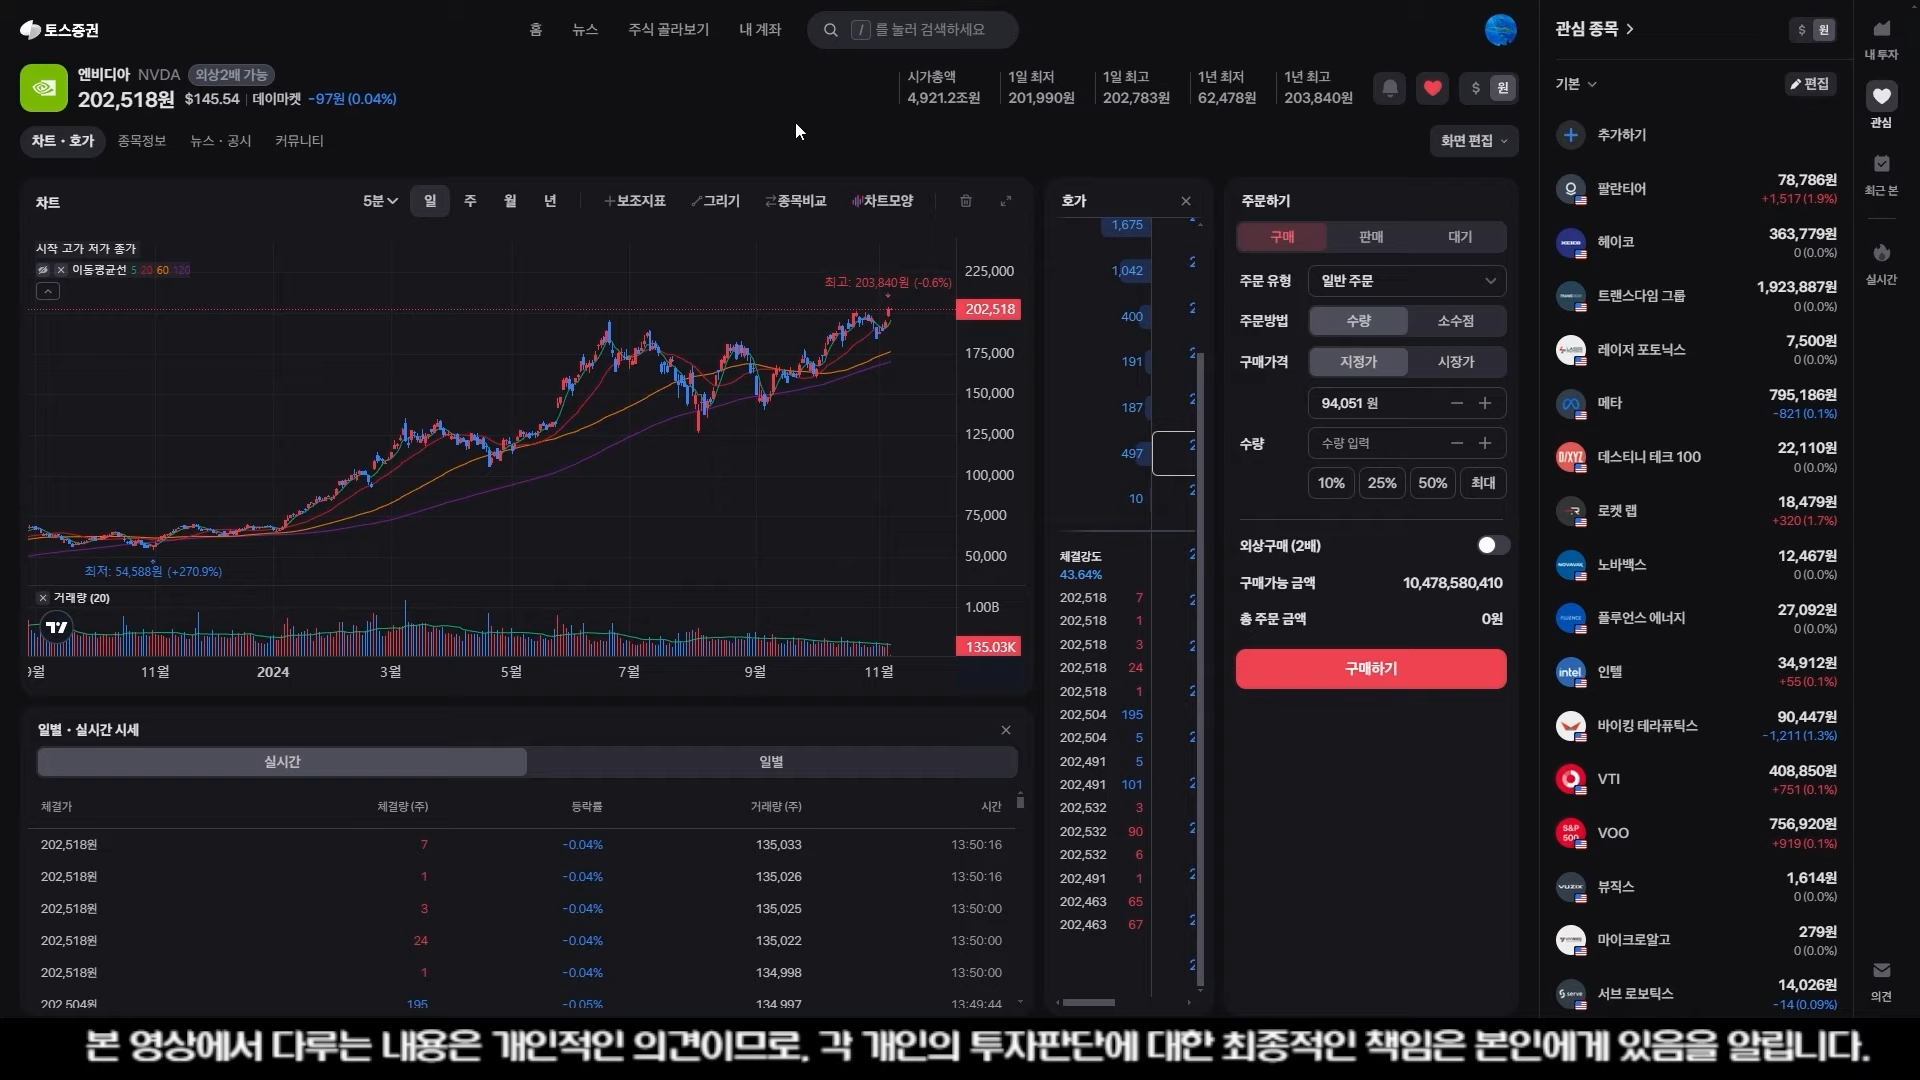 토스증권
홈 뉴스 주식 골라보기 내 계좌 / 를 눌러 검색하세요
엔비디아 NVDA 외상2배 가능
202,518원 $145.54 데이마켓 -97원 (0.04%)
시가총액 1일 최저 1일 최고 1년 최저 1년 최고
4,921.2조원 201,990원 202,783원 62,478원 203,840원
$ 원
차트・호가 종목정보 뉴스・공시 커뮤니티
화면 편집
차트 5분 일 주 월 년 보조지표 그리기 종목비교 차트모양
시작 고가 저가 종가
이동평균선 5 20 60 120
최고: 203,840원 (-0.6%)
225,000
202,518
175,000
150,000
125,000
100,000
75,000
50,000
최저: 54,588원 (+270.9%)
거래량 (20)
1.00B
135.03K
11월 2024 3월 5월 7월 9월 11월
일별・실시간 시세
실시간 일별
체결가 체결량 (주) 등락률 거래량 (주) 시간
202,518원 7 -0.04% 135,033 13:50:16
202,518원 1 -0.04% 135,026 13:50:16
202,518원 3 -0.04% 135,025 13:50:00
202,518원 24 -0.04% 135,022 13:50:00
202,518원 1 -0.04% 134,998 13:50:00
202,504원 195 -0.05% 134,997 13:49:44
호가
1,675
1,042
400
191
187
497
10
체결강도
43.64%
202,518 7
202,518 1
202,518 3
202,518 24
202,518 1
202,504 195
202,504 5
202,491 5
202,491 101
202,532 3
202,532 90
202,532 6
202,491 1
202,463 65
202,463 67
주문하기
구매 판매 대기
주문 유형 일반 주문
주문방법 수량 소수점
구매가격 지정가 시장가
94,051 원
수량 수량 입력
10% 25% 50% 최대
외상구매 (2배)
구매가능 금액 10,478,580,410
총 주문 금액 0원
구매하기
관심 종목
$ 원
기본 편집
추가하기
팔란티어 78,786원
+1,517 (1.9%)
헤이코 363,779원
0 (0.0%)
트랜스다임 그룹 1,923,887원
0 (0.0%)
레이저 포토닉스 7,500원
0 (0.0%)
메타 795,186원
-821 (0.1%)
D/XYZ 데스티니 테크 100 22,110원
0 (0.0%)
로켓 랩 18,479원
+320 (1.7%)
노바백스 12,467원
0 (0.0%)
플루언스 에너지 27,092원
0 (0.0%)
intel 인텔 34,912원
+55 (0.1%)
바이킹 테라퓨틱스 90,447원
-1,211 (1.3%)
VTI 408,850원
+751 (0.1%)
S&P 500 VOO 756,920원
+919 (0.1%)
뷰직스 1,614원
0 (0.0%)
마이크로알고 279원
0 (0.0%)
serve 서브 로보틱스 14,026원
-14 (0.09%)
내 투자
관심
최근 본
실시간
의견
본 영상에서 다루는 내용은 개인적인 의견이므로, 각 개인의 투자판단에 대한 최종적인 책임은 본인에게 있음을 알립니다.